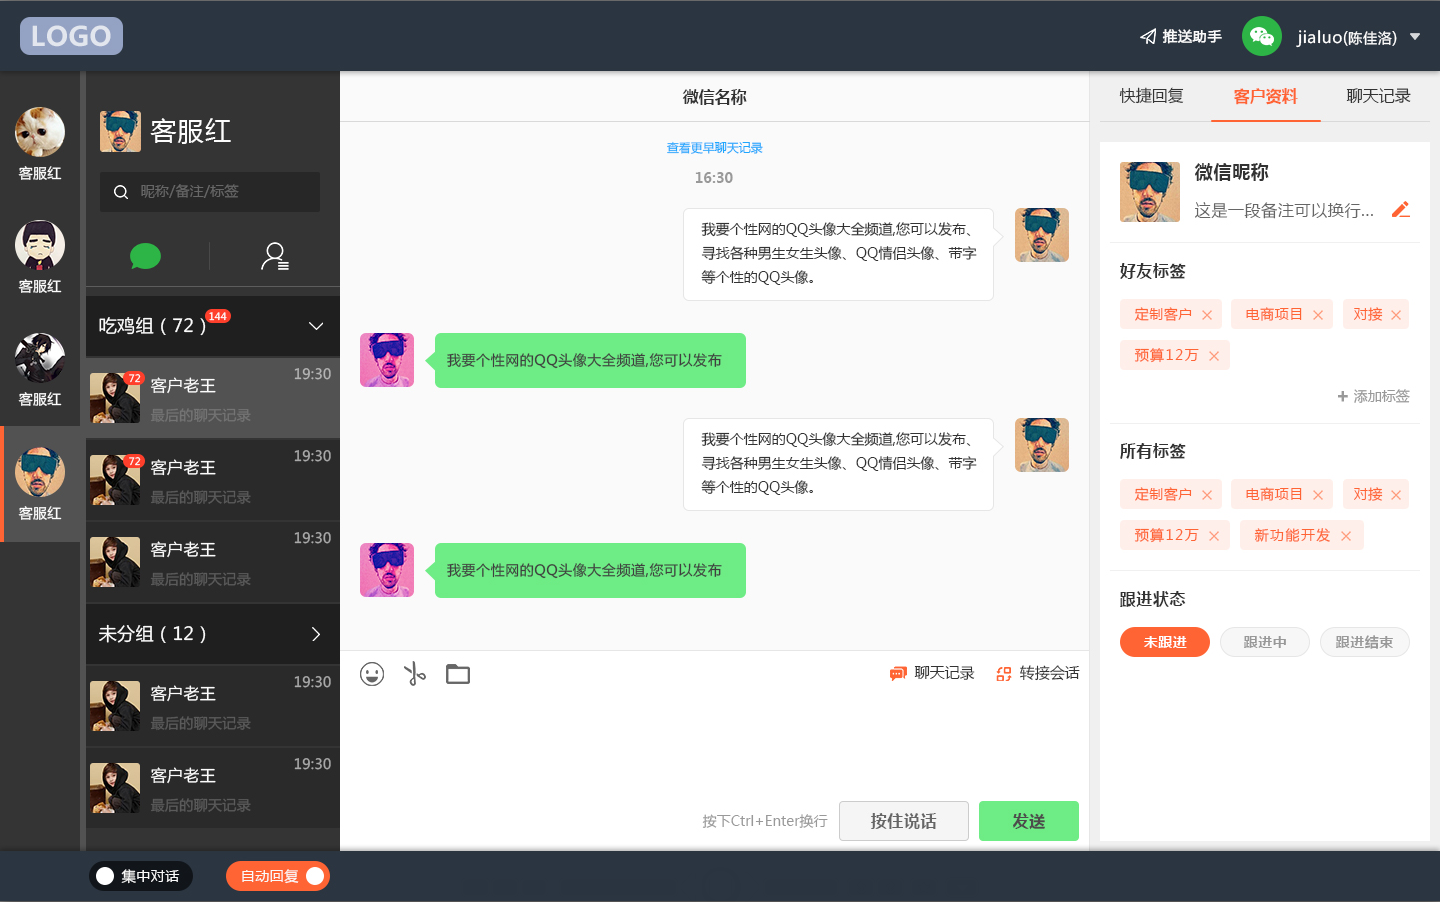 LOGO
推送助手
jialuo(陈佳洛)
客服红
客服红
客服红
客服红
客服红
昵称/备注/标签
吃鸡组（72）
144
72
客户老王
19:30
最后的聊天记录
72
客户老王
19:30
最后的聊天记录
客户老王
19:30
最后的聊天记录
未分组（12）
客户老王
19:30
最后的聊天记录
客户老王
19:30
最后的聊天记录
微信名称
查看更早聊天记录
16:30
我要个性网的QQ头像大全频道,您可以发布、
寻找各种男生女生头像、QQ情侣头像、带字
等个性的QQ头像。
我要个性网的QQ头像大全频道,您可以发布
我要个性网的QQ头像大全频道,您可以发布、
寻找各种男生女生头像、QQ情侣头像、带字
等个性的QQ头像。
我要个性网的QQ头像大全频道,您可以发布
聊天记录
转接会话
按下Ctrl+Enter换行
按住说话
发送
快捷回复
客户资料
聊天记录
微信昵称
这是一段备注可以换行...
好友标签
定制客户 ×
电商项目 ×
对接 ×
预算12万 ×
+ 添加标签
所有标签
定制客户 ×
电商项目 ×
对接 ×
预算12万 ×
新功能开发 ×
跟进状态
未跟进
跟进中
跟进结束
集中对话
自动回复